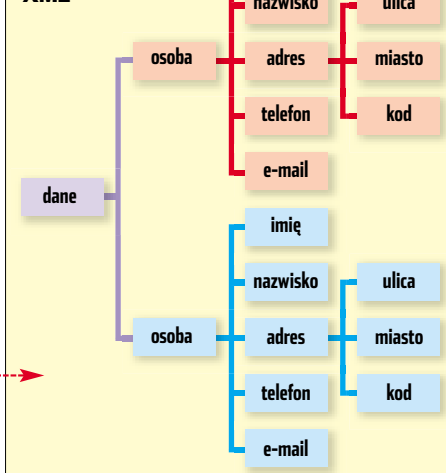 XML
nazwisko ulica
osoba adres miasto
telefon kod
e-mail
dane
imię
nazwisko ulica
osoba adres miasto
telefon kod
e-mail